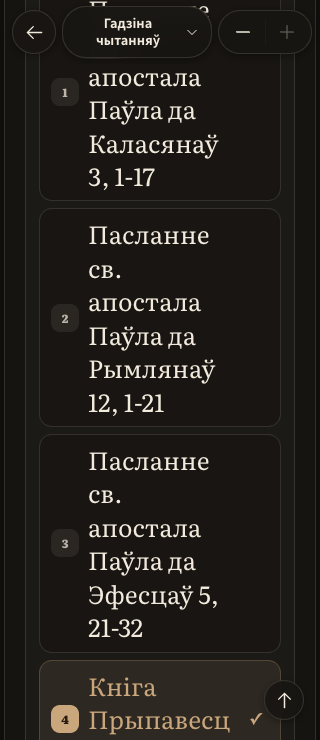 Гадзіна
чытанняў
1
апостала
Паўла да
Каласянаў
3, 1-17
Пасланне
св.
апостала
2
Паўла да
Рымлянаў
12, 1-21
Пасланне
св.
апостала
3
Паўла да
Эфесцаў 5,
21-32
Кніга
4
Прыпавесц